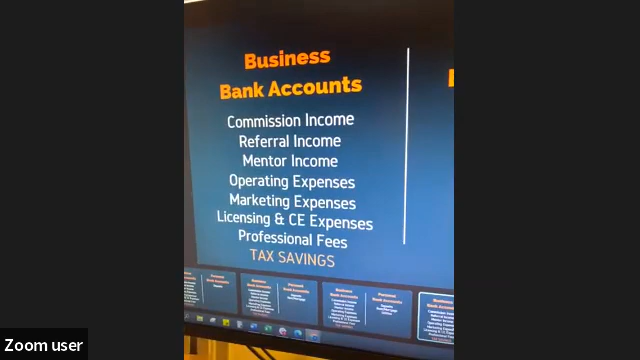 Business
Bank Accounts
Commission Income
Referral Income
Mentor Income
Operating Expenses
Marketing Expenses
Licensing & CE Expenses
Professional Fees
TAX SAVINGS
Zoom user